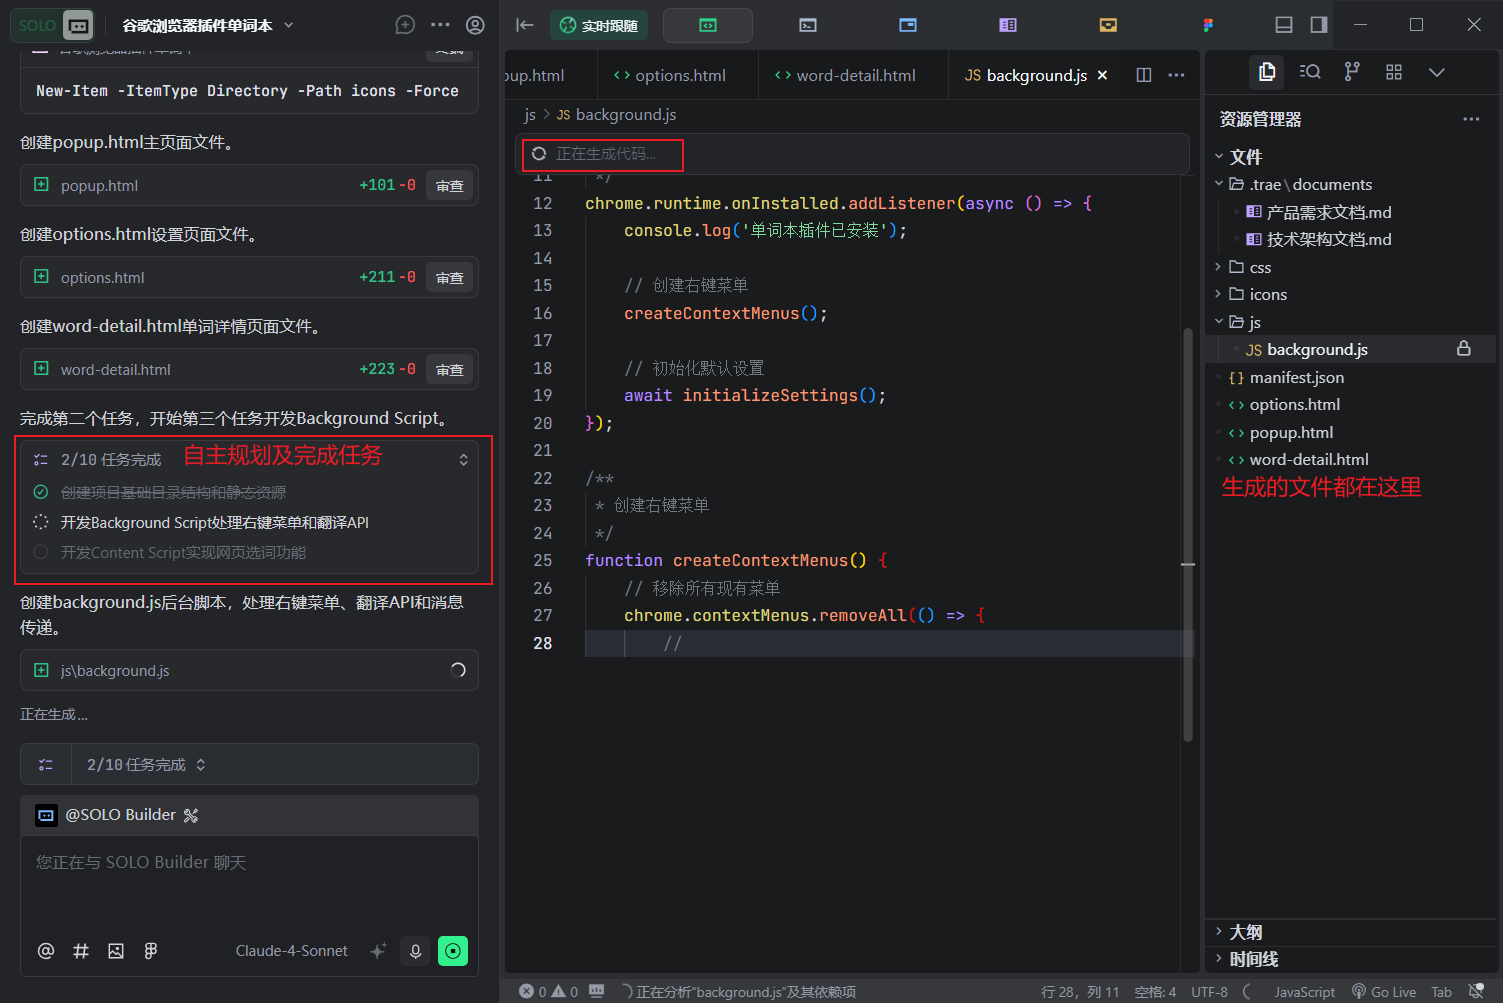 SOLO
谷歌浏览器插件单词本
New-Item -ItemType Directory -Path icons -Force
创建popup.html主页面文件。
popup.html +101 -0 审查
创建options.html设置页面文件。
options.html +211 -0 审查
创建word-detail.html单词详情页面文件。
word-detail.html +223 -0 审查
完成第二个任务，开始第三个任务开发Background Script。
2/10 任务完成 自主规划及完成任务
创建项目基础目录结构和静态资源
开发Background Script处理右键菜单和翻译API
开发Content Script实现网页选词功能
创建background.js后台脚本，处理右键菜单、翻译API和消息
传递。
js\background.js
正在生成...
2/10 任务完成
@SOLO Builder
您正在与 SOLO Builder 聊天
Claude-4-Sonnet
实时跟随
pup.html options.html word-detail.html JS background.js
js > JS background.js
正在生成代码...
11 */
12 chrome.runtime.onInstalled.addListener(async () => {
13 console.log('单词本插件已安装');
14
15 // 创建右键菜单
16 createContextMenus();
17
18 // 初始化默认设置
19 await initializeSettings();
20 });
21
22 /**
23 * 创建右键菜单
24 */
25 function createContextMenus() {
26 // 移除所有现有菜单
27 chrome.contextMenus.removeAll(() => {
28 //
资源管理器
文件
.trae\documents
产品需求文档.md
技术架构文档.md
css
icons
js
JS background.js
{} manifest.json
options.html
popup.html
word-detail.html
生成的文件都在这里
大纲
时间线
0 0 正在分析"background.js"及其依赖项 行 28，列 11 空格: 4 UTF-8 JavaScript Go Live Tab